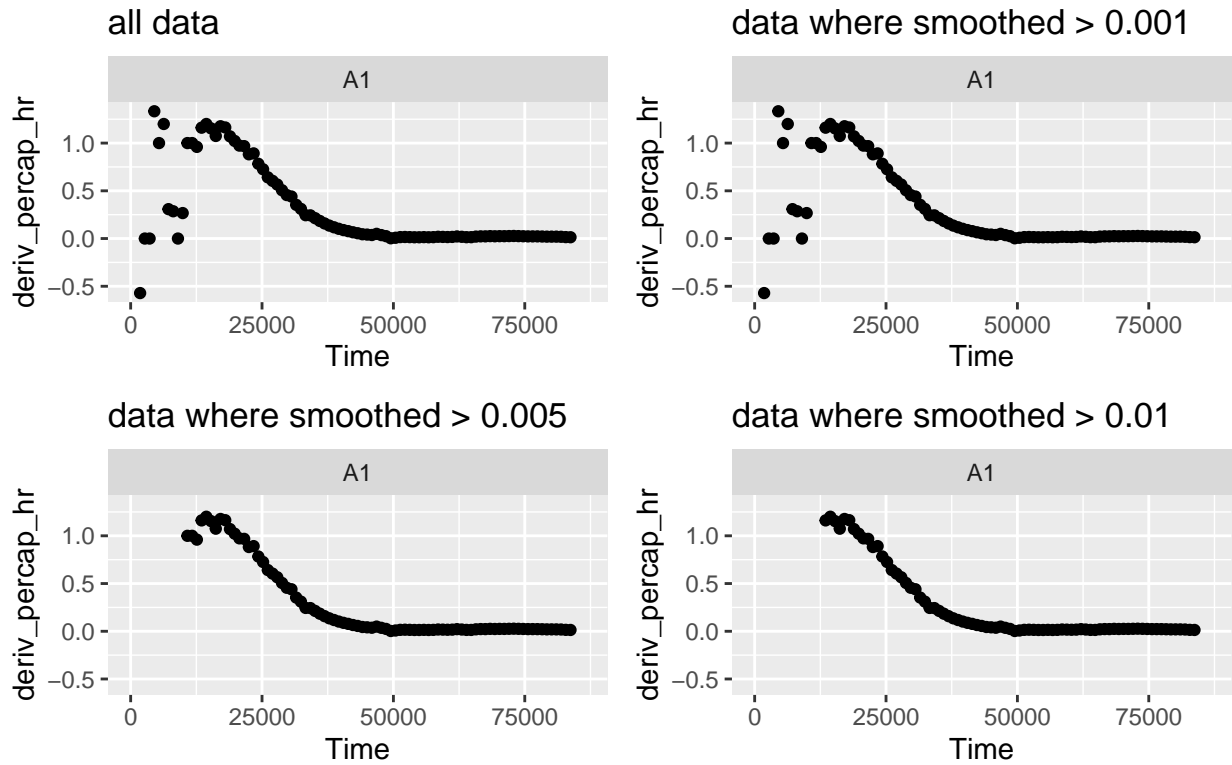 all data
A1
deriv_percap_hr
1.0
0.5
0.0
−0.5
0 25000 50000 75000
Time
data where smoothed > 0.001
A1
deriv_percap_hr
1.0
0.5
0.0
−0.5
0 25000 50000 75000
Time
data where smoothed > 0.005
A1
deriv_percap_hr
1.0
0.5
0.0
−0.5
0 25000 50000 75000
Time
data where smoothed > 0.01
A1
deriv_percap_hr
1.0
0.5
0.0
−0.5
0 25000 50000 75000
Time